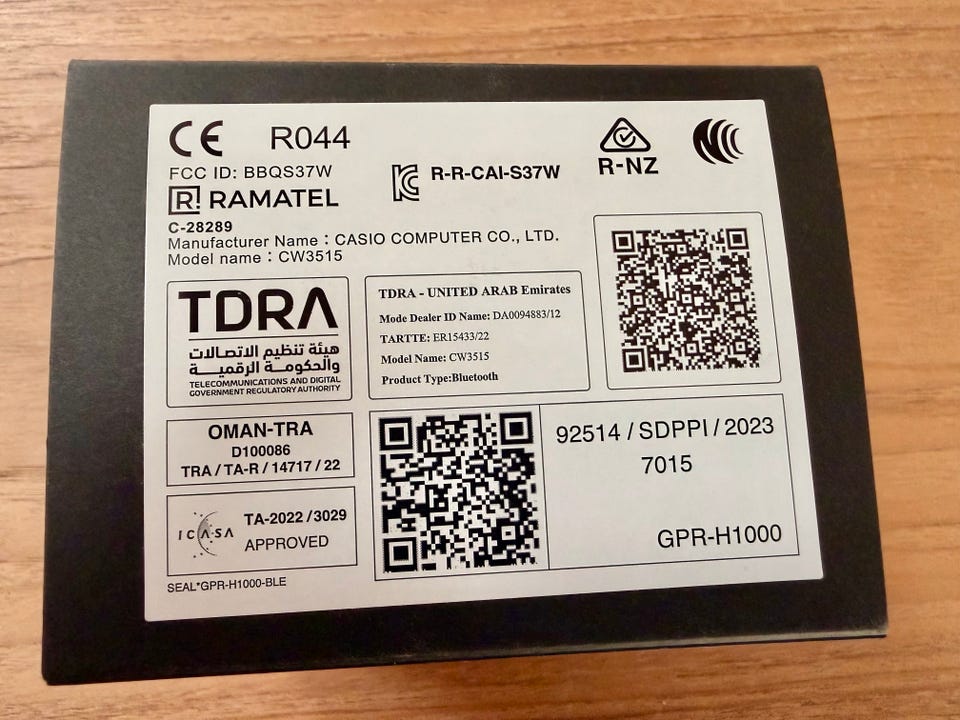 CE R044
FCC ID: BBQS37W
R! RAMATEL
C-28289
R-R-CAI-S37W
R-NZ
Manufacturer Name : CASIO COMPUTER CO., LTD.
Model name : CW3515
TDRA
هيئة تنظيم الاتصالات
والحكومة الرقمية
TELECOMMUNICATIONS AND DIGITAL
GOVERNMENT REGULATORY AUTHORITY
TDRA - UNITED ARAB Emirates
Mode Dealer ID Name: DA0094883/12
TARTTE: ER15433/22
Model Name: CW3515
Product Type:Bluetooth
OMAN-TRA
D100086
TRA / TA-R / 14717 / 22
ICASA
TA-2022 /3029
APPROVED
92514 / SDPPI / 2023
7015
GPR-H1000
SEAL*GPR-H1000-BLE